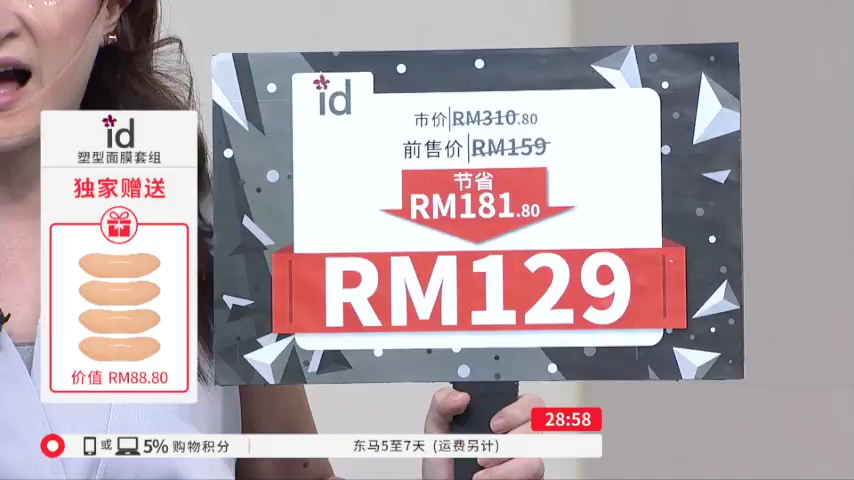 id
塑型面膜套组
独家赠送
价值 RM88.80
id
市价 RM310.80
前售价 RM159
节省
RM181.80
RM129
28:58
或 5% 购物积分
东马5至7天 (运费另计)